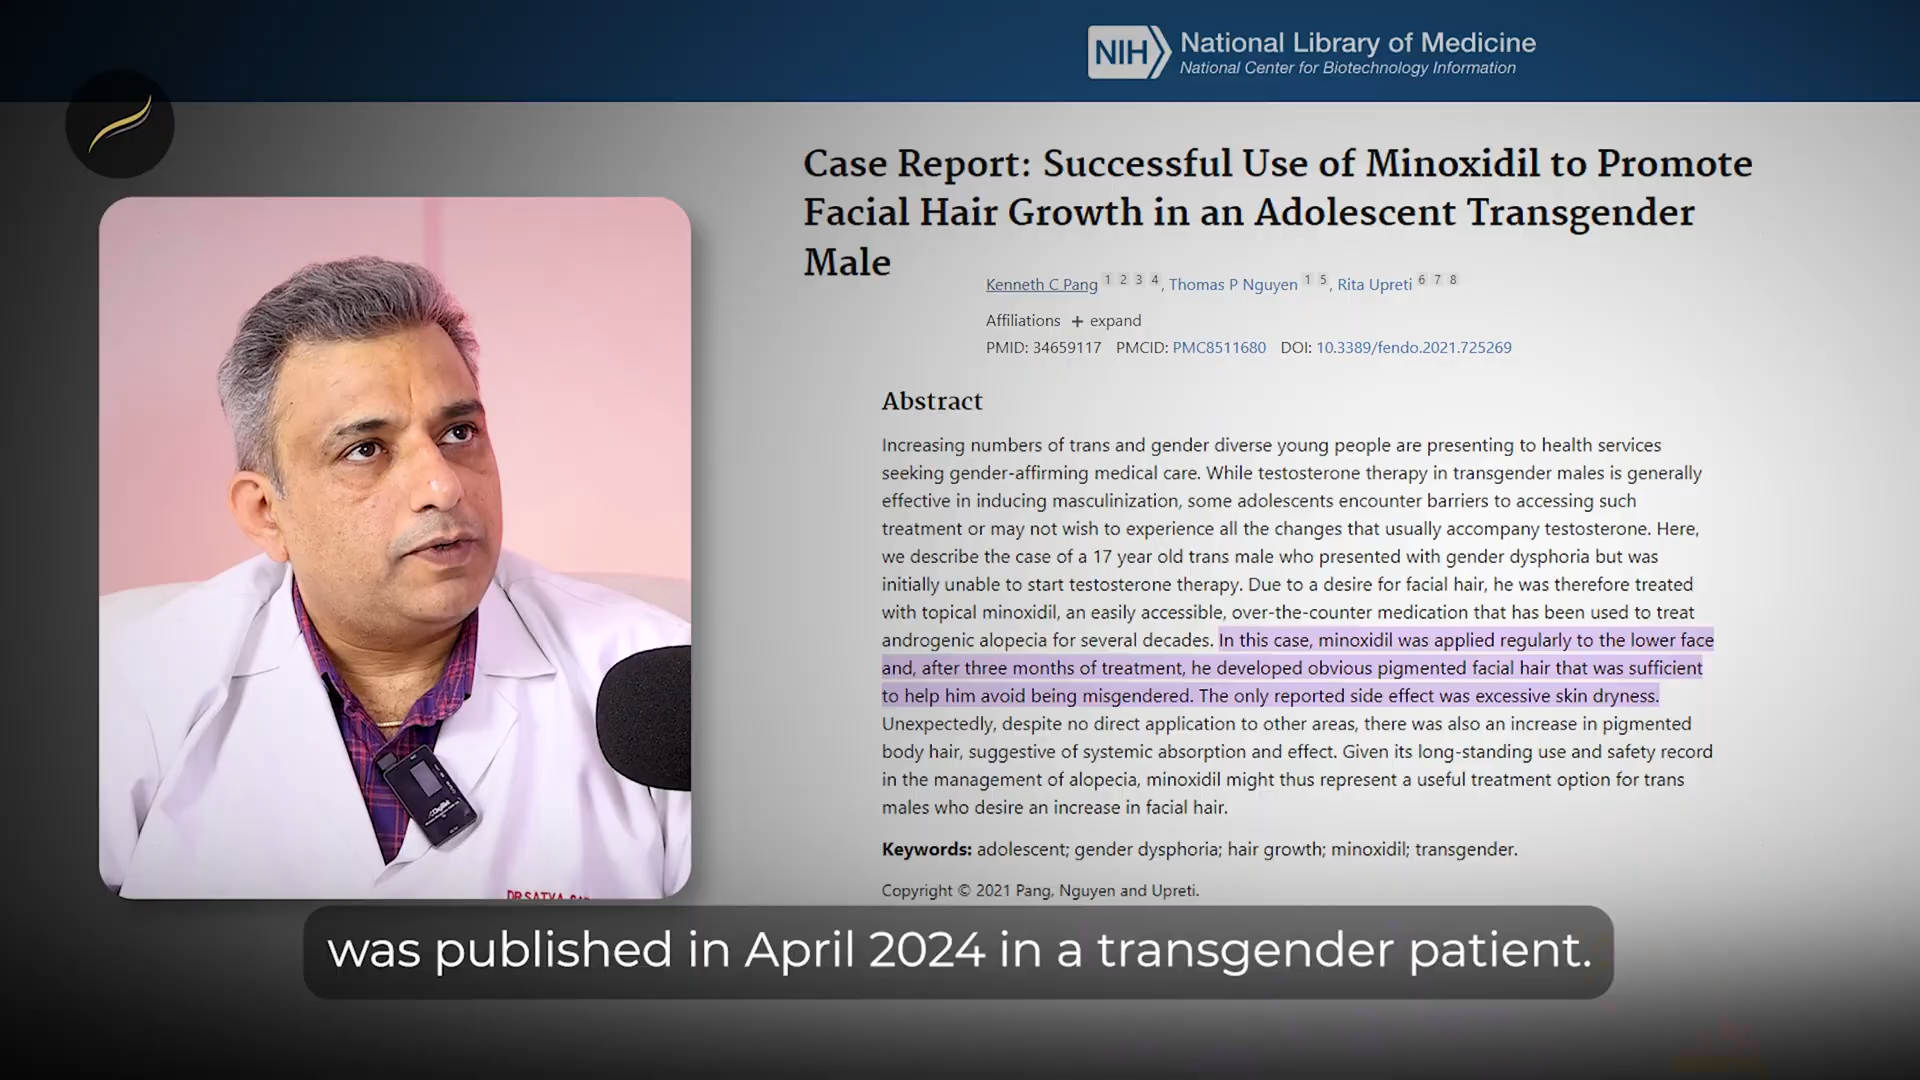 NIH National Library of Medicine
National Center for Biotechnology Information
Case Report: Successful Use of Minoxidil to Promote
Facial Hair Growth in an Adolescent Transgender
Male
Kenneth C Pang 1 2 3 4, Thomas P Nguyen 1 5, Rita Upreti 6 7 8
Affiliations + expand
PMID: 34659117 PMCID: PMC8511680 DOI: 10.3389/fendo.2021.725269
Abstract
Increasing numbers of trans and gender diverse young people are presenting to health services
seeking gender-affirming medical care. While testosterone therapy in transgender males is generally
effective in inducing masculinization, some adolescents encounter barriers to accessing such
treatment or may not wish to experience all the changes that usually accompany testosterone. Here,
we describe the case of a 17 year old trans male who presented with gender dysphoria but was
initially unable to start testosterone therapy. Due to a desire for facial hair, he was therefore treated
with topical minoxidil, an easily accessible, over-the-counter medication that has been used to treat
androgenic alopecia for several decades. In this case, minoxidil was applied regularly to the lower face
and, after three months of treatment, he developed obvious pigmented facial hair that was sufficient
to help him avoid being misgendered. The only reported side effect was excessive skin dryness.
Unexpectedly, despite no direct application to other areas, there was also an increase in pigmented
body hair, suggestive of systemic absorption and effect. Given its long-standing use and safety record
in the management of alopecia, minoxidil might thus represent a useful treatment option for trans
males who desire an increase in facial hair.
Keywords: adolescent; gender dysphoria; hair growth; minoxidil; transgender.
Copyright © 2021 Pang, Nguyen and Upreti.
DR SATYA
was published in April 2024 in a transgender patient.